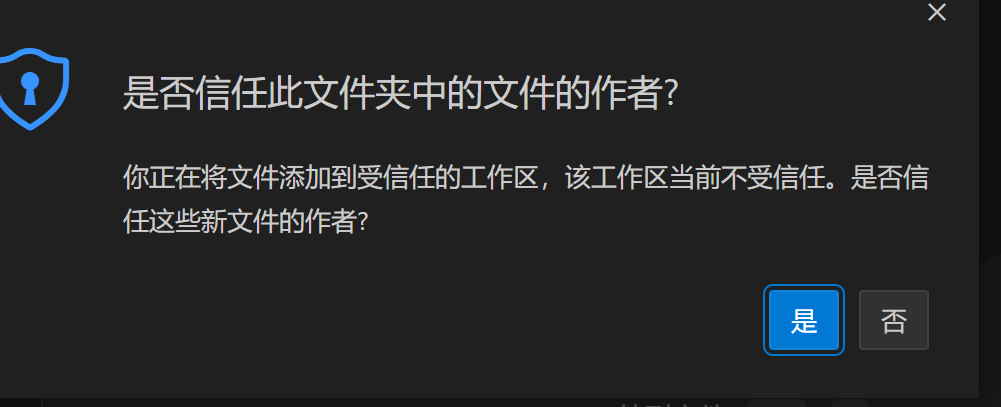 是否信任此文件夹中的文件的作者?
你正在将文件添加到受信任的工作区，该工作区当前不受信任。是否信
任这些新文件的作者?
是
否